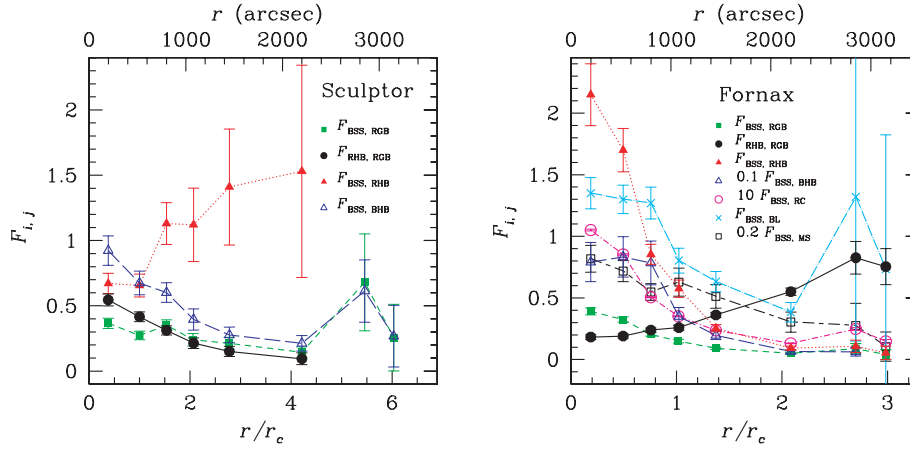 r (arcsec)
0 1000 2000 3000
Sculptor
F_BSS, RGB
F_RHB, RGB
F_BSS, RHB
F_BSS, BHB
F_i,j
2
1.5
1
0.5
0
0 2 4 6
r/r_c
r (arcsec)
0 1000 2000 3000
Fornax
F_BSS, RGB
F_RHB, RGB
F_BSS, RHB
0.1 F_BSS, BHB
10 F_BSS, RC
F_BSS, BL
0.2 F_BSS, MS
F_i,j
2
1.5
1
0.5
0
0 1 2 3
r/r_c